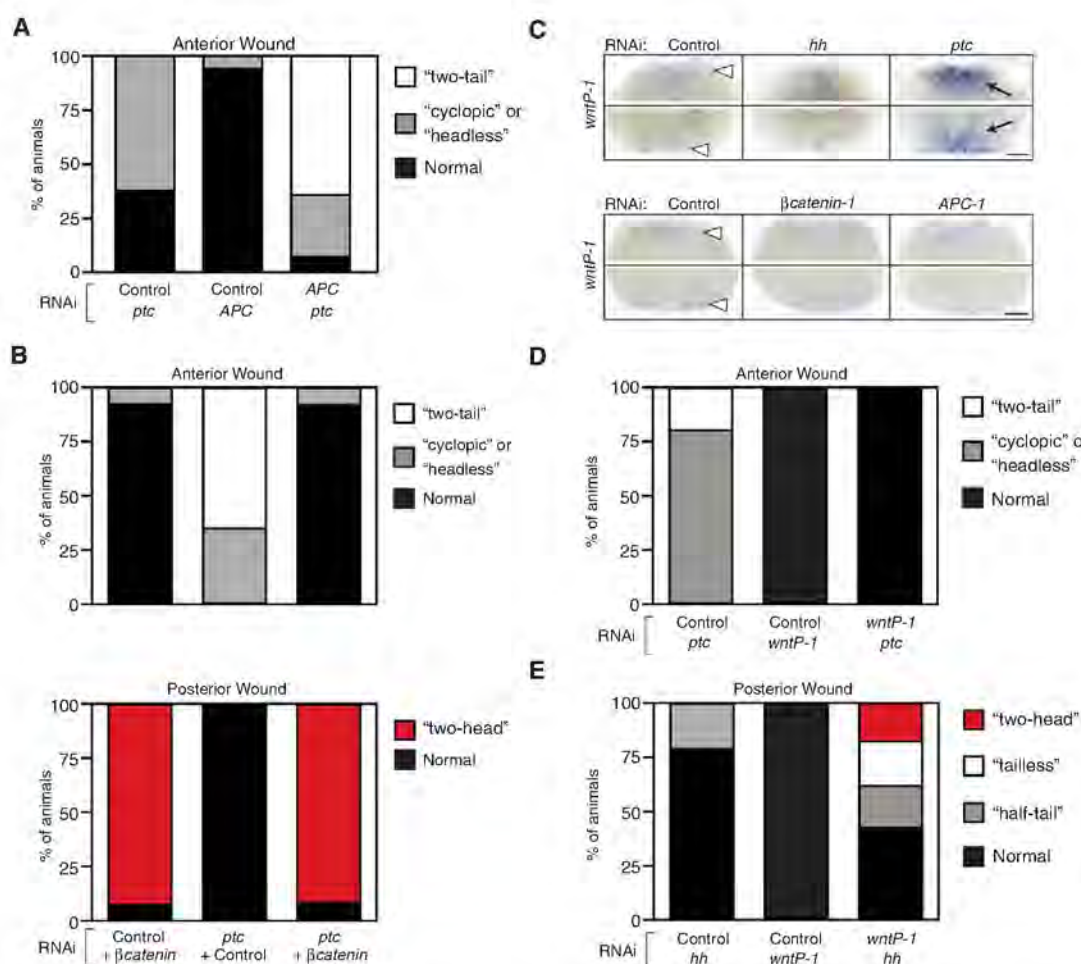 A
Anterior Wound
% of animals
100
75
50
25
0
"two-tail"
"cyclopic" or
"headless"
Normal
RNAi
Control
ptc
Control
APC
APC
ptc
C
RNAi: Control hh ptc
wntP-1
RNAi: Control βcatenin-1 APC-1
wntP-1
B
Anterior Wound
% of animals
100
75
50
25
0
"two-tail"
"cyclopic" or
"headless"
Normal
Posterior Wound
% of animals
100
75
50
25
0
"two-head"
Normal
RNAi
Control
+ βcatenin
ptc
+ Control
ptc
+ βcatenin
D
Anterior Wound
% of animals
100
75
50
25
0
"two-tail"
"cyclopic" o
"headless"
Normal
RNAi
Control
ptc
Control
wntP-1
wntP-1
ptc
E
Posterior Wound
% of animals
100
75
50
25
0
"two-head"
"tailless"
"half-tail"
Normal
RNAi
Control
hh
Control
wntP-1
wntP-1
hh